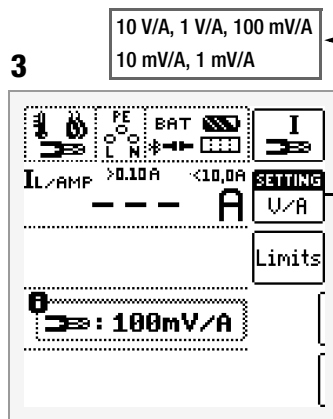 10 V/A, 1 V/A, 100 mV/A
10 mV/A, 1 mV/A
3
PE
BAT
L N
I
IL/AMP >0.10A <10,0A
--- A
SETTING
V/A
Limits
: 100mV/A